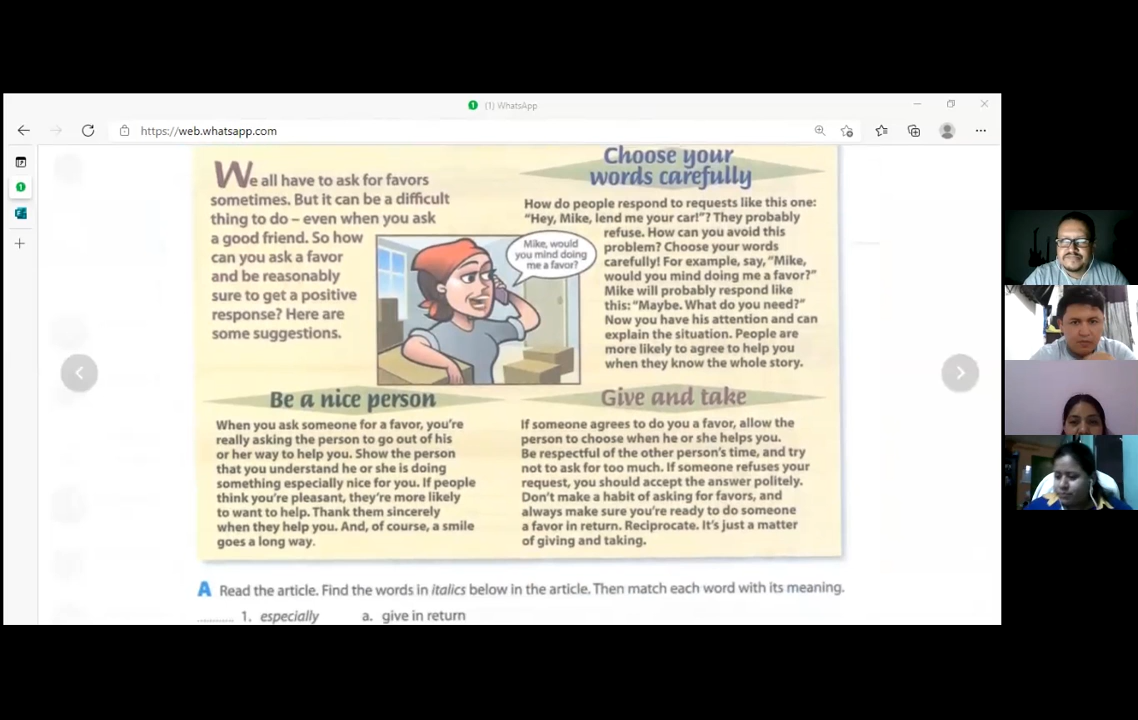 (1) WhatsApp
https://web.whatsapp.com
We all have to ask for favors
sometimes. But it can be a difficult
thing to do – even when you ask
a good friend. So how
can you ask a favor
and be reasonably
sure to get a positive
response? Here are
some suggestions.
Mike, would
you mind doing
me a favor?
Choose your
words carefully
How do people respond to requests like this one:
“Hey, Mike, lend me your car!”? They probably
refuse. How can you avoid this
problem? Choose your words
carefully! For example, say, “Mike,
would you mind doing me a favor?”
Mike will probably respond like
this: “Maybe. What do you need?”
Now you have his attention and can
explain the situation. People are
more likely to agree to help you
when they know the whole story.
Be a nice person
When you ask someone for a favor, you’re
really asking the person to go out of his
or her way to help you. Show the person
that you understand he or she is doing
something especially nice for you. If people
think you’re pleasant, they’re more likely
to want to help. Thank them sincerely
when they help you. And, of course, a smile
goes a long way.
Give and take
If someone agrees to do you a favor, allow the
person to choose when he or she helps you.
Be respectful of the other person’s time, and try
not to ask for too much. If someone refuses your
request, you should accept the answer politely.
Don’t make a habit of asking for favors, and
always make sure you’re ready to do someone
a favor in return. Reciprocate. It’s just a matter
of giving and taking.
A Read the article. Find the words in italics below in the article. Then match each word with its meaning.
1. especially a. give in return